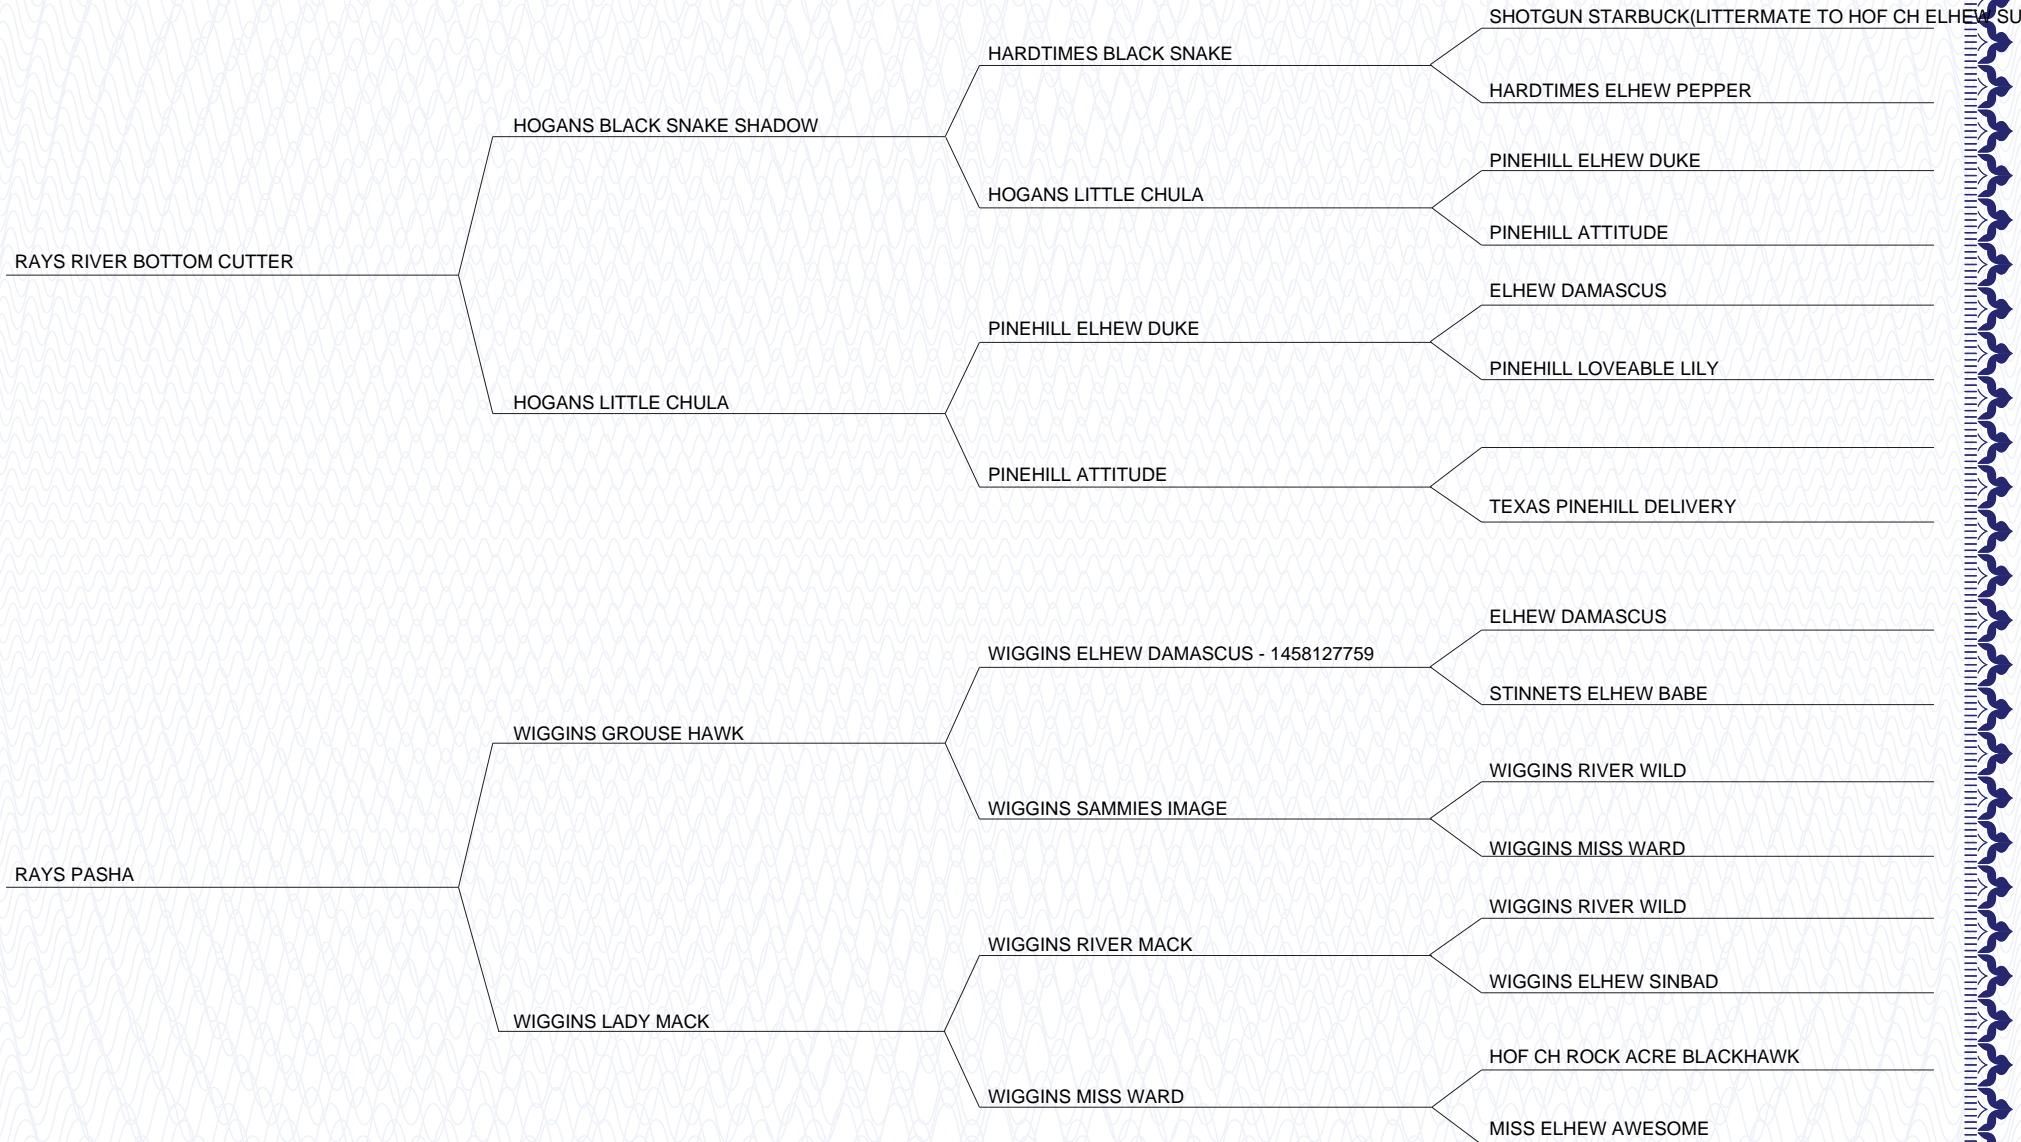 SHOTGUN STARBUCK(LITTERMATE TO HOF CH ELHEW SU
HARDTIMES BLACK SNAKE
HARDTIMES ELHEW PEPPER
HOGANS BLACK SNAKE SHADOW
PINEHILL ELHEW DUKE
HOGANS LITTLE CHULA
PINEHILL ATTITUDE
RAYS RIVER BOTTOM CUTTER
ELHEW DAMASCUS
PINEHILL ELHEW DUKE
PINEHILL LOVEABLE LILY
HOGANS LITTLE CHULA
PINEHILL ATTITUDE
TEXAS PINEHILL DELIVERY
ELHEW DAMASCUS
WIGGINS ELHEW DAMASCUS - 1458127759
STINNETS ELHEW BABE
WIGGINS GROUSE HAWK
WIGGINS RIVER WILD
WIGGINS SAMMIES IMAGE
WIGGINS MISS WARD
RAYS PASHA
WIGGINS RIVER WILD
WIGGINS RIVER MACK
WIGGINS ELHEW SINBAD
WIGGINS LADY MACK
HOF CH ROCK ACRE BLACKHAWK
WIGGINS MISS WARD
MISS ELHEW AWESOME